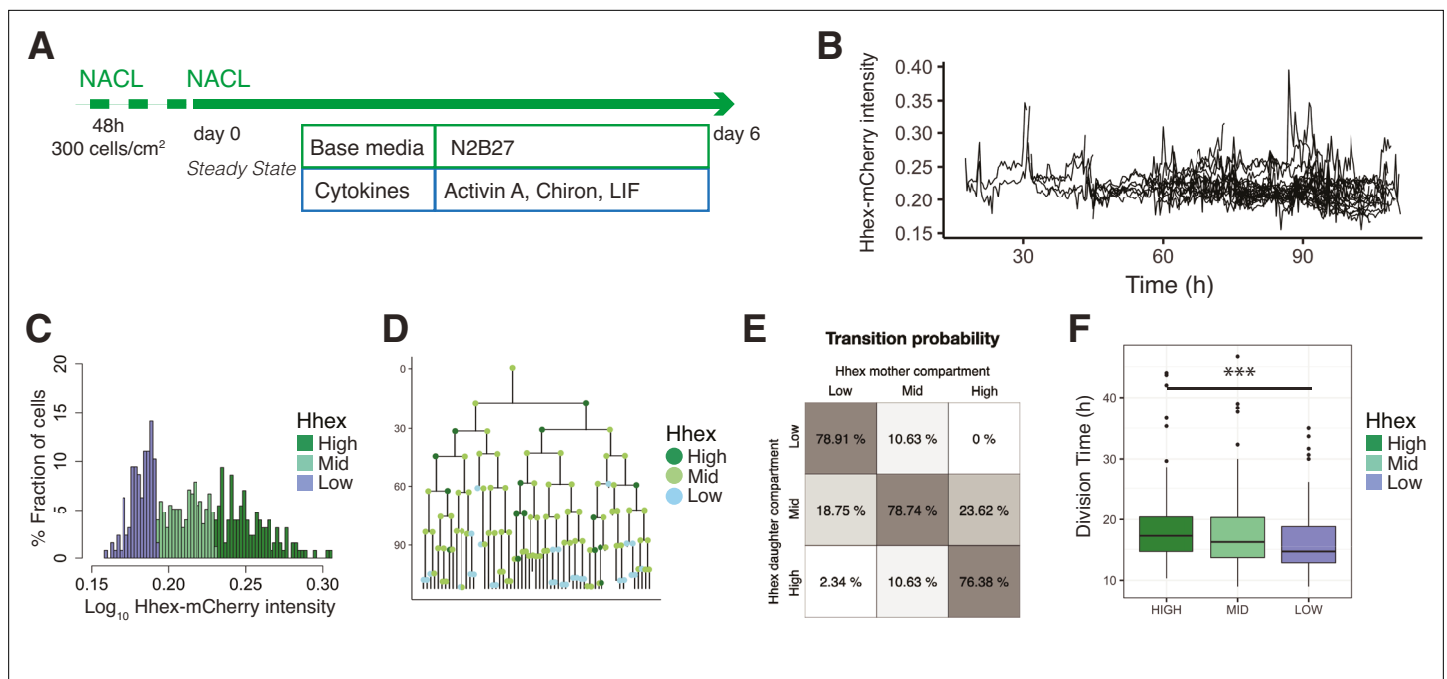 A
NACL NACL
48h
300 cells/cm²
day 0
Steady State
day 6
Base media N2B27
Cytokines Activin A, Chiron, LIF
B
Hhex-mCherry intensity
0.40
0.35
0.30
0.25
0.20
0.15
30 60 90
Time (h)
C
% Fraction of cells
20
15
10
5
0
0.15 0.20 0.25 0.30
Log₁₀ Hhex-mCherry intensity
Hhex
High
Mid
Low
D
0
30
60
90
Hhex
High
Mid
Low
E
Transition probability
Hhex mother compartment
Low Mid High
Hhex daughter compartment
Low 78.91 % 10.63 % 0 %
Mid 18.75 % 78.74 % 23.62 %
High 2.34 % 10.63 % 76.38 %
F
Division Time (h)
40
30
20
10
***
HIGH MID LOW
Hhex
High
Mid
Low